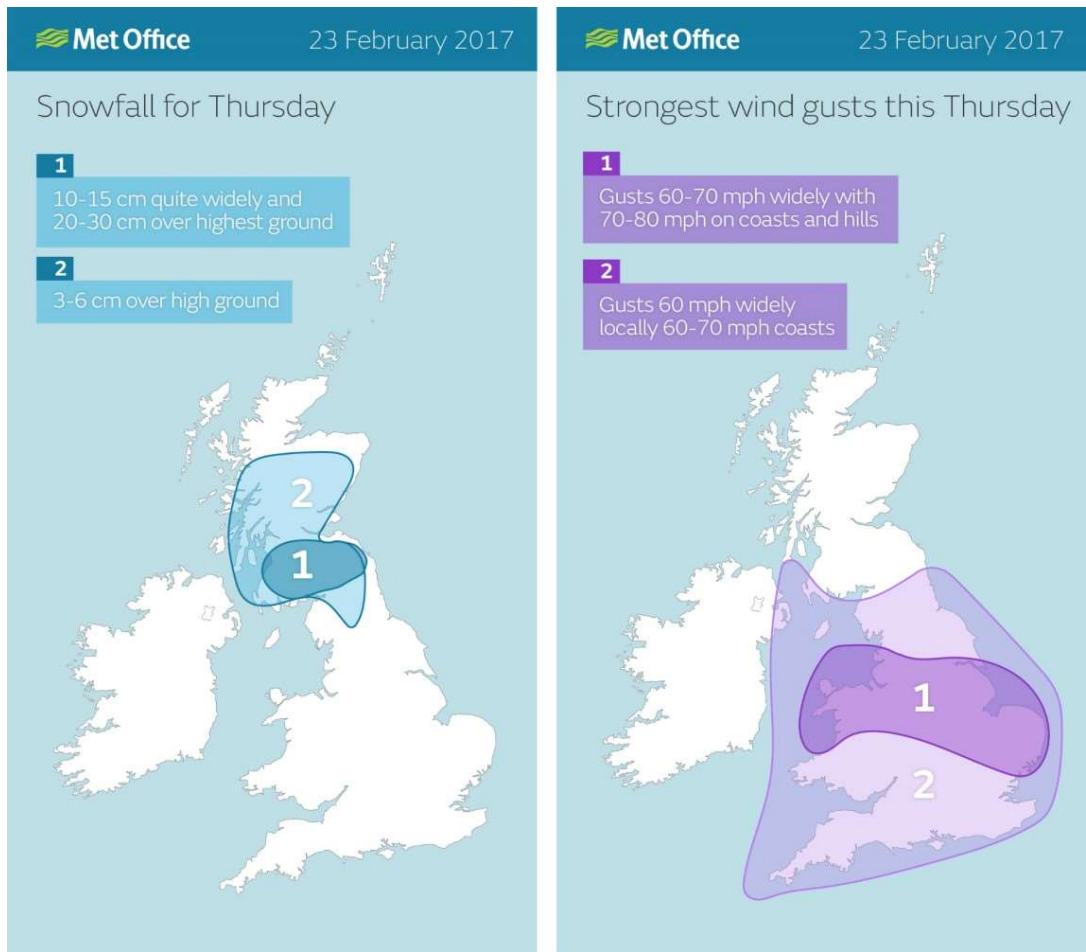 Met Office
23 February 2017
Snowfall for Thursday
1
10-15 cm quite widely and
20-30 cm over highest ground
2
3-6 cm over high ground
2
1
Met Office
23 February 2017
Strongest wind gusts this Thursday
1
Gusts 60-70 mph widely with
70-80 mph on coasts and hills
2
Gusts 60 mph widely
locally 60-70 mph coasts
1
2